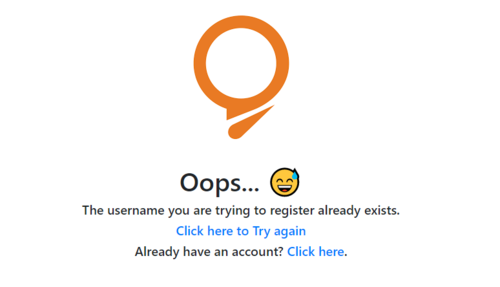 Oops... 😅
The username you are trying to register already exists.
Click here to Try again
Already have an account? Click here.